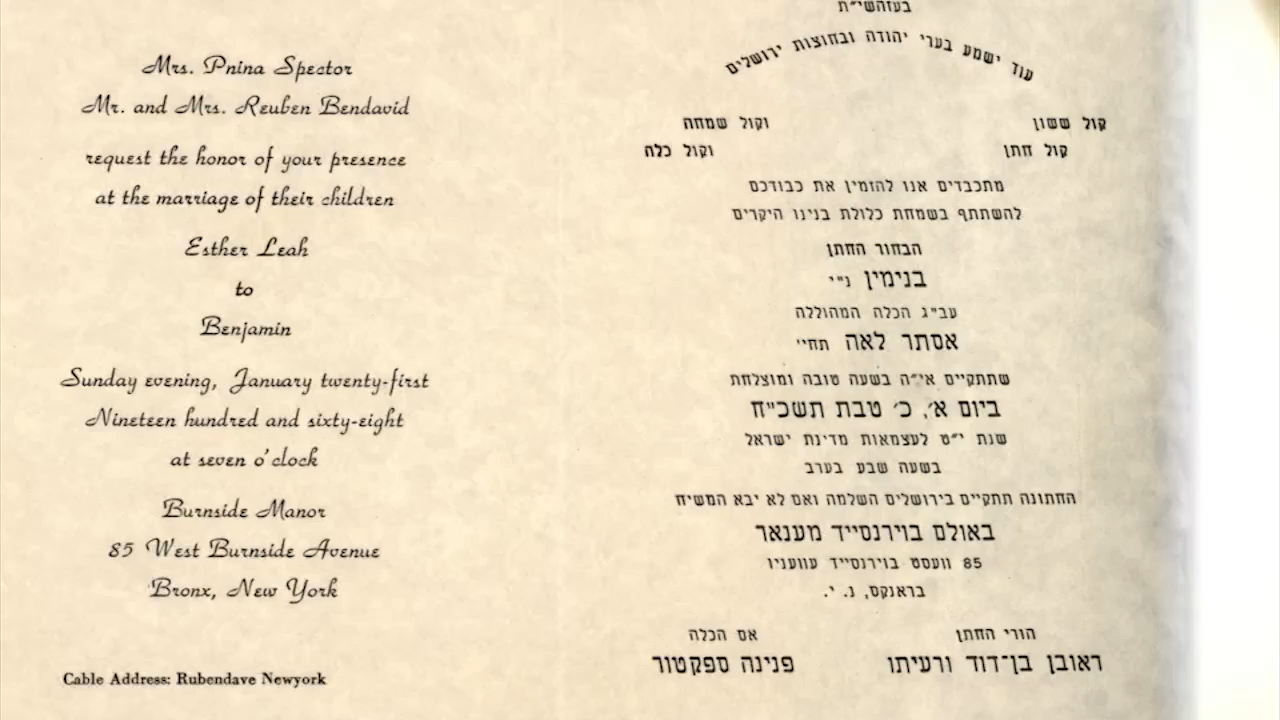 Mrs. Pnina Spector
Mr. and Mrs. Reuben Bendavid
request the honor of your presence
at the marriage of their children
Esther Leah
to
Benjamin
Sunday evening, January twenty-first
Nineteen hundred and sixty-eight
at seven o'clock
Burnside Manor
85 West Burnside Avenue
Bronx, New York
Cable Address: Rubendave Newyork
בעזהשי״ת
עוד ישמע בערי יהודה ובחוצות ירושלים
קול ששון וקול שמחה
קול חתן וקול כלה
מתכבדים אנו להזמין את כבודכם
להשתתף בשמחת כלולת בנינו היקרים
הבחור החתן
בנימין ני״
עב״ג הכלה המהוללה
אסתר לאה תחי׳
שתתקיים אי״ה בשעה טובה ומוצלחת
ביום א׳, כ׳ טבת תשכ״ח
שנת י״ט לעצמאות מדינת ישראל
בשעה שבע בערב
החתונה תתקיים בירושלים השלמה ואם לא יבא המשיח
באולם בוירנסייד מענאר
85 וועסט בוירנסייד עוועניו
בראנקס, נ. י.
הורי החתן אם הכלה
ראובן בן־דוד ורעיתו פנינה ספקטור